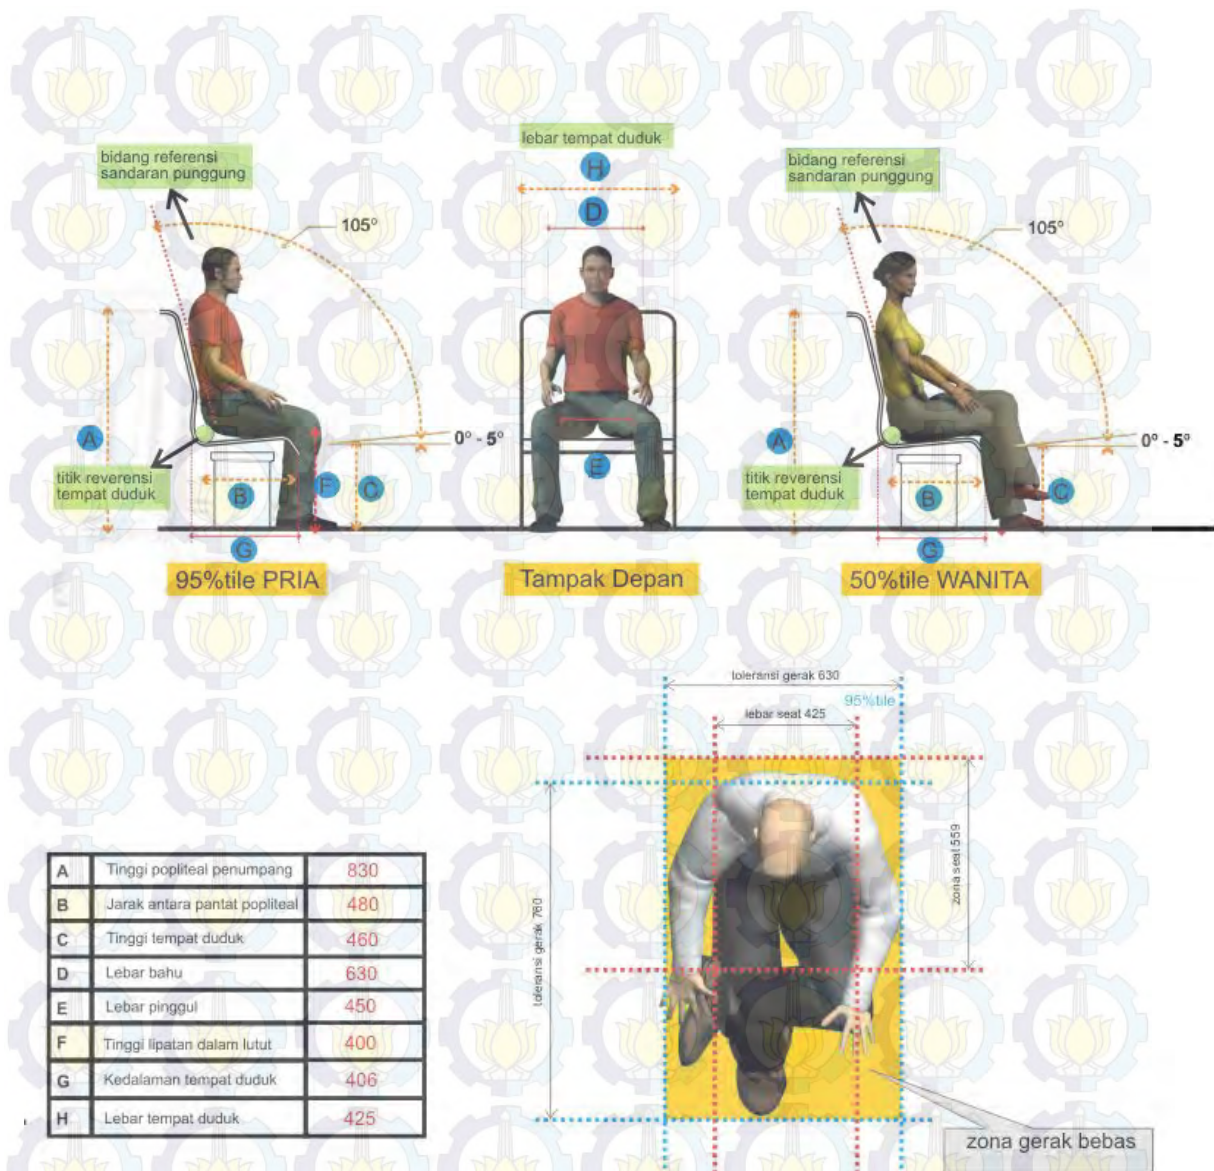 lebar tempat duduk
H
D
bidang referensi
sandaran punggung
105°
A
B
F
C
0° - 5°
titik reverensi
tempat duduk
G
95%tile PRIA
E
Tampak Depan
bidang referensi
sandaran punggung
105°
A
B
C
0° - 5°
titik reverensi
tempat duduk
G
50%tile WANITA
toleransi gerak 630
95%tile
lebar seat 425
zona seat 559
toleransi gerak 760
zona gerak bebas
A Tinggi popliteal penumpang 830
B Jarak antara pantat popliteal 480
C Tinggi tempat duduk 460
D Lebar bahu 630
E Lebar pinggul 450
F Tinggi lipatan dalam lutut 400
G Kedalaman tempat duduk 406
H Lebar tempat duduk 425